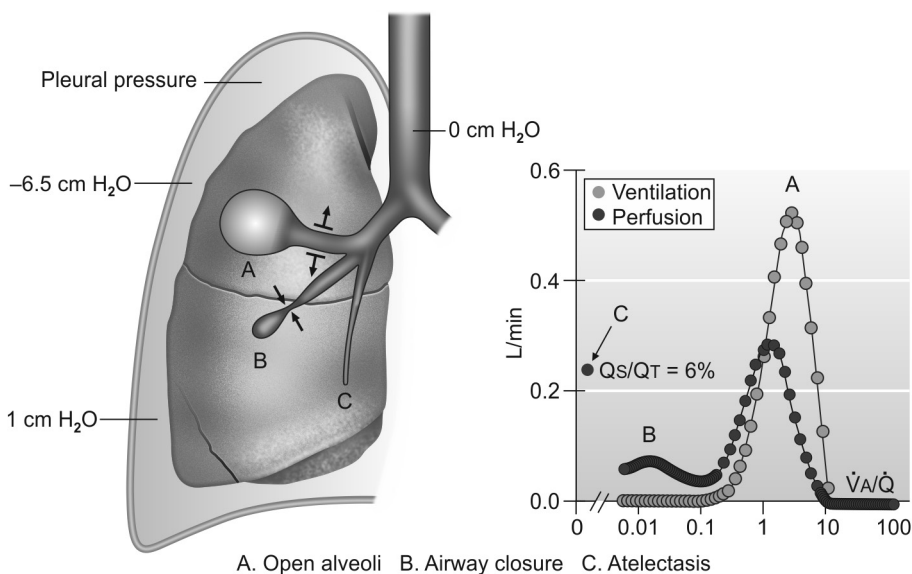 Pleural pressure
0 cm H₂O
–6.5 cm H₂O
A
B
C
1 cm H₂O
0.6
Ventilation
Perfusion
A
0.4
L/min
C
QS/QT = 6%
0.2
B
V̇A/Q̇
0.0
0 0.01 0.1 1 10 100
A. Open alveoli B. Airway closure C. Atelectasis